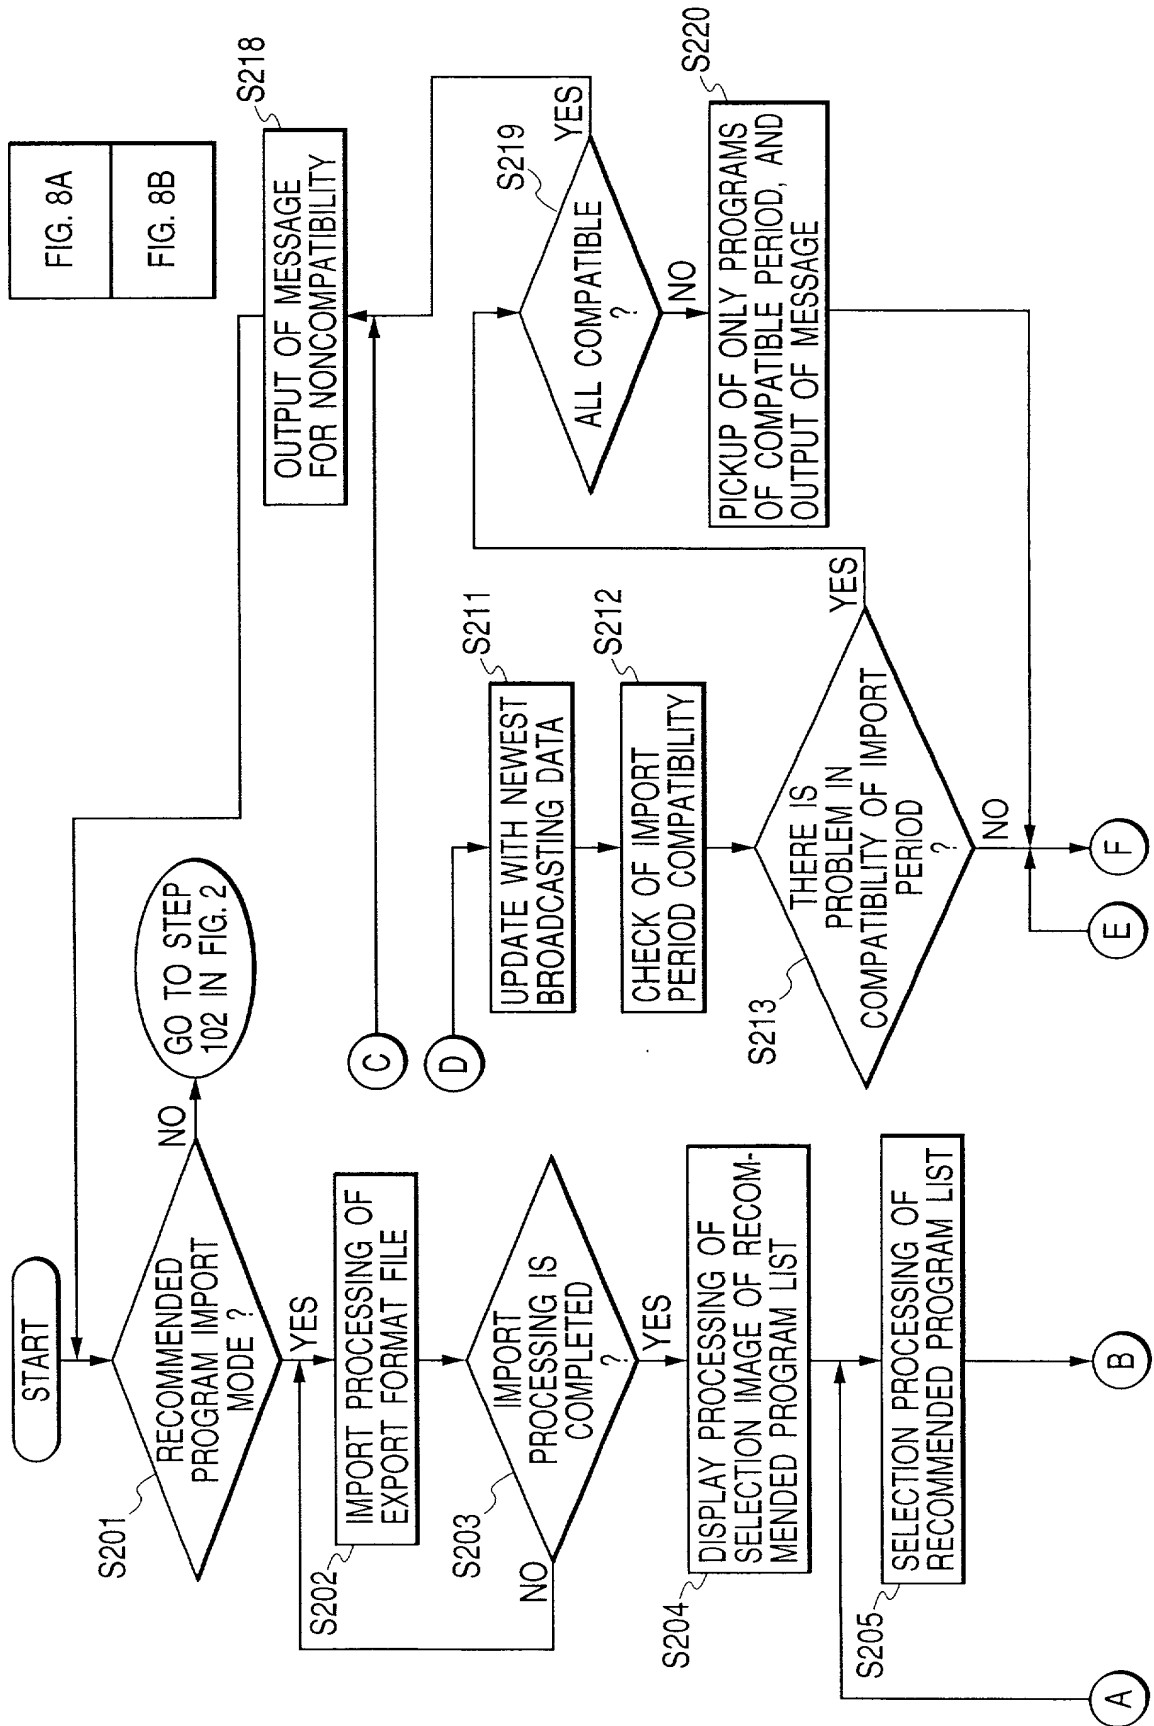 FIG. 8A
FIG. 8B
START
S201
RECOMMENDED
PROGRAM IMPORT
MODE ?
NO
GO TO STEP
102 IN FIG. 2
YES
S202
IMPORT PROCESSING OF
EXPORT FORMAT FILE
S203
IMPORT
PROCESSING IS
COMPLETED
?
NO
YES
S204
DISPLAY PROCESSING OF
SELECTION IMAGE OF RECOM-
MENDED PROGRAM LIST
S205
SELECTION PROCESSING OF
RECOMMENDED PROGRAM LIST
A
B
C
D
S211
UPDATE WITH NEWEST
BROADCASTING DATA
S212
CHECK OF IMPORT
PERIOD COMPATIBILITY
S213
THERE IS
PROBLEM IN
COMPATIBILITY OF IMPORT
PERIOD
?
YES
NO
E
F
S218
OUTPUT OF MESSAGE
FOR NONCOMPATIBILITY
S219
ALL COMPATIBLE
?
YES
NO
S220
PICKUP OF ONLY PROGRAMS
OF COMPATIBLE PERIOD, AND
OUTPUT OF MESSAGE